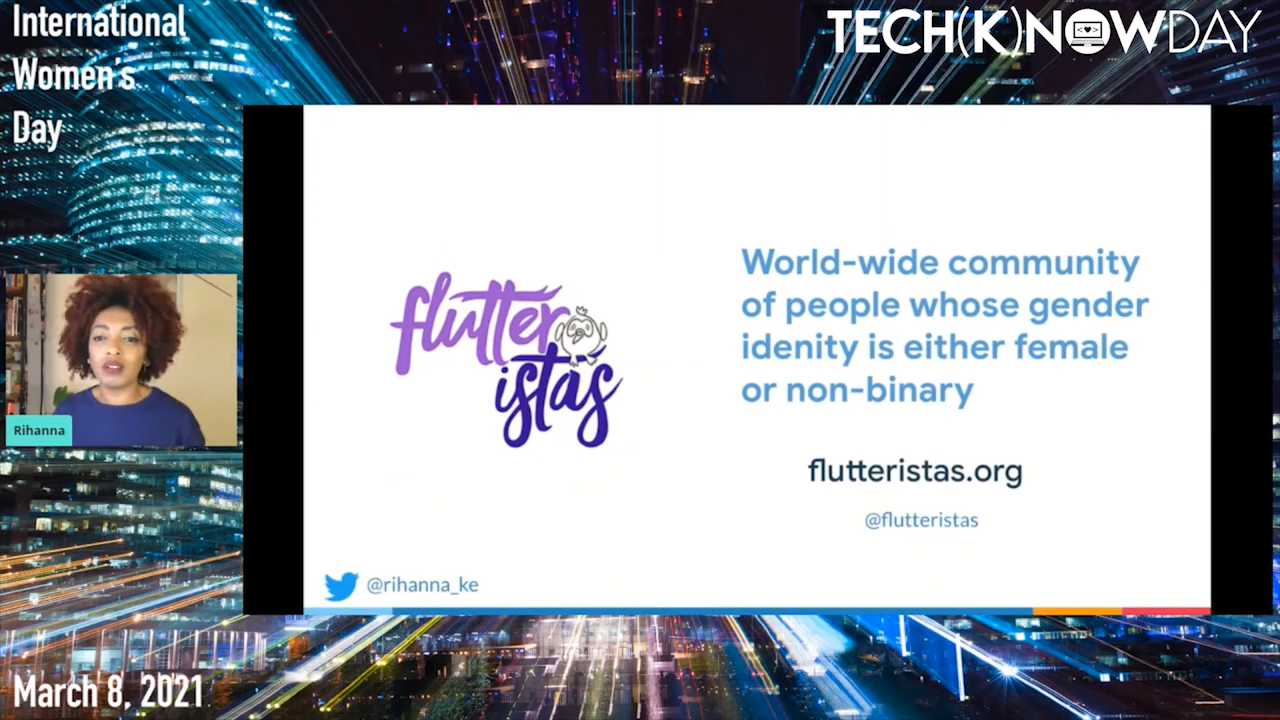 International
Women's
Day
TECH(K)NOWDAY
flutter
istas
World-wide community
of people whose gender
idenity is either female
or non-binary
flutteristas.org
@flutteristas
@rihanna_ke
Rihanna
March 8, 2021